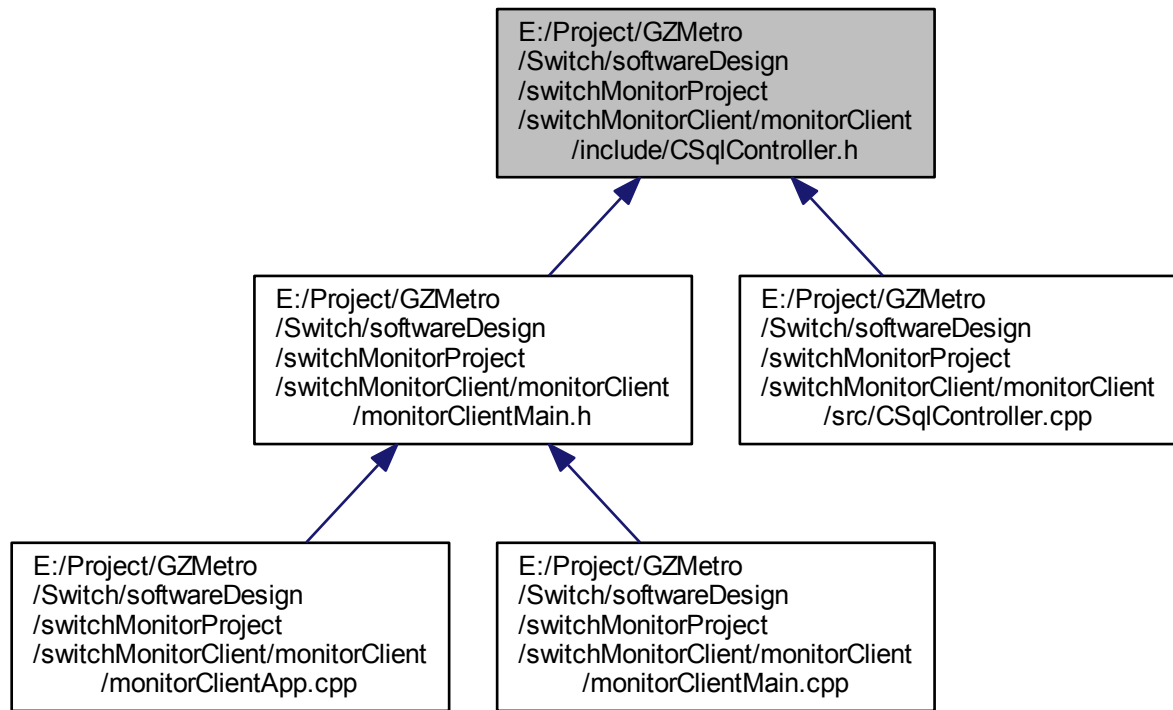 E:/Project/GZMetro
/Switch/softwareDesign
/switchMonitorProject
/switchMonitorClient/monitorClient
/include/CSqlController.h
E:/Project/GZMetro
/Switch/softwareDesign
/switchMonitorProject
/switchMonitorClient/monitorClient
/monitorClientMain.h
E:/Project/GZMetro
/Switch/softwareDesign
/switchMonitorProject
/switchMonitorClient/monitorClient
/src/CSqlController.cpp
E:/Project/GZMetro
/Switch/softwareDesign
/switchMonitorProject
/switchMonitorClient/monitorClient
/monitorClientApp.cpp
E:/Project/GZMetro
/Switch/softwareDesign
/switchMonitorProject
/switchMonitorClient/monitorClient
/monitorClientMain.cpp